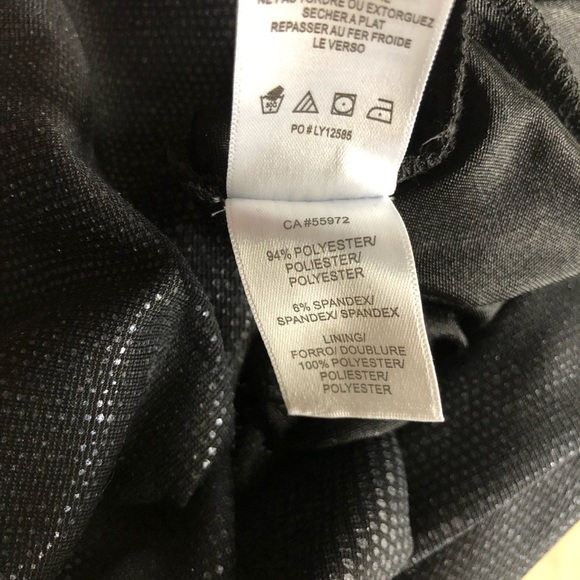 NE PAS TORDRE OU EXTORGUEZ
SECHER A PLAT
REPASSER AU FER FROIDE
LE VERSO
PO # LY12585
CA #55972
94% POLYESTER/
POLIESTER/
POLYESTER
6% SPANDEX/
SPANDEX/ SPANDEX
LINING/
FORRO/ DOUBLURE
100% POLYESTER/
POLIESTER/
POLYESTER